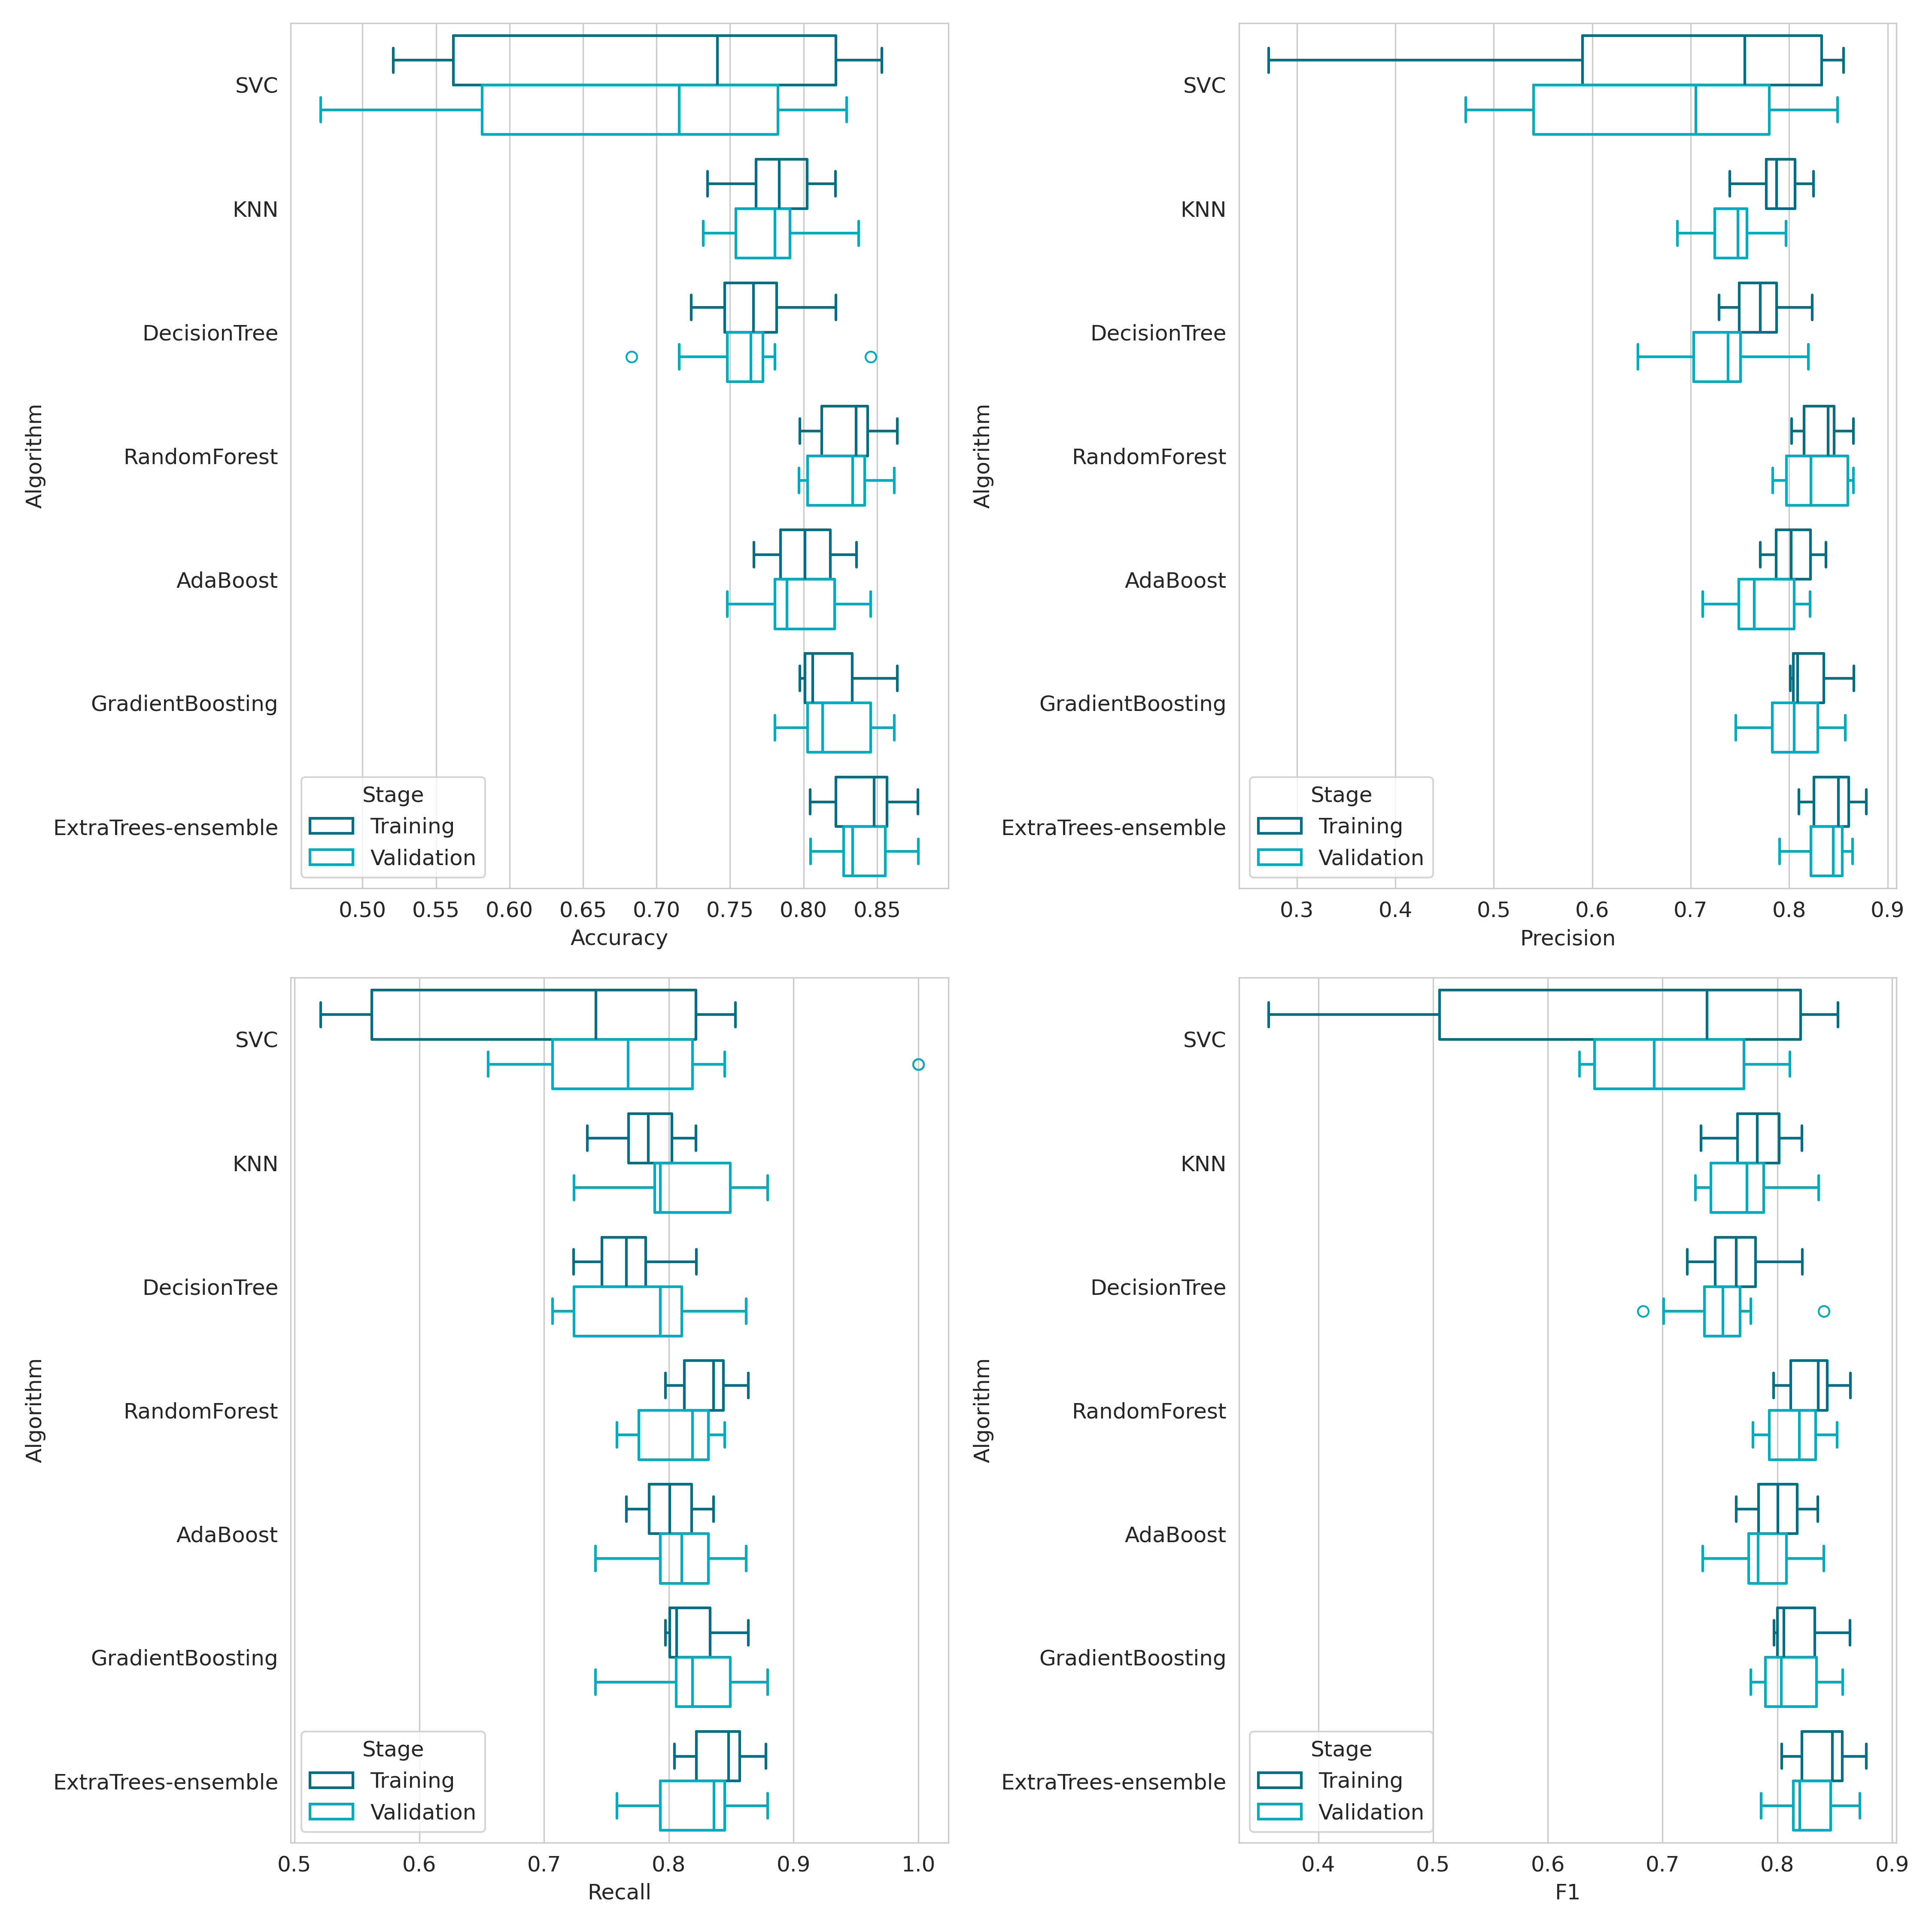 SVC
KNN
DecisionTree
RandomForest
AdaBoost
GradientBoosting
ExtraTrees-ensemble
Algorithm
Stage
Training
Validation
0.50 0.55 0.60 0.65 0.70 0.75 0.80 0.85
Accuracy
SVC
KNN
DecisionTree
RandomForest
AdaBoost
GradientBoosting
ExtraTrees-ensemble
Algorithm
Stage
Training
Validation
0.3 0.4 0.5 0.6 0.7 0.8 0.9
Precision
SVC
KNN
DecisionTree
RandomForest
AdaBoost
GradientBoosting
ExtraTrees-ensemble
Algorithm
Stage
Training
Validation
0.5 0.6 0.7 0.8 0.9 1.0
Recall
SVC
KNN
DecisionTree
RandomForest
AdaBoost
GradientBoosting
ExtraTrees-ensemble
Algorithm
Stage
Training
Validation
0.4 0.5 0.6 0.7 0.8 0.9
F1